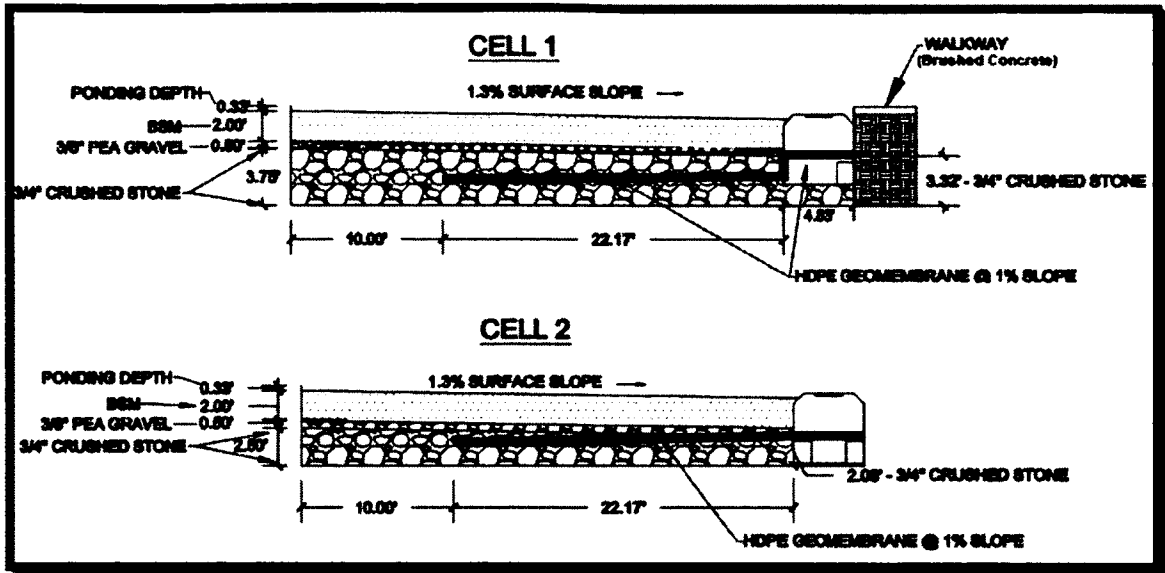 CELL 1
WALKWAY
(Brushed Concrete)
PONDING DEPTH 0.33'
1.3% SURFACE SLOPE
BSM 2.00'
3/8" PEA GRAVEL 0.50'
3/4" CRUSHED STONE 3.75'
3.32' - 3/4" CRUSHED STONE
10.00' 22.17'
HDPE GEOMEMBRANE @ 1% SLOPE
CELL 2
PONDING DEPTH 0.33'
1.3% SURFACE SLOPE
BSM 2.00'
3/8" PEA GRAVEL 0.50'
3/4" CRUSHED STONE
- 3/4" CRUSHED STONE
10.00' 22.17'
HDPE GEOMEMBRANE @ 1% SLOPE